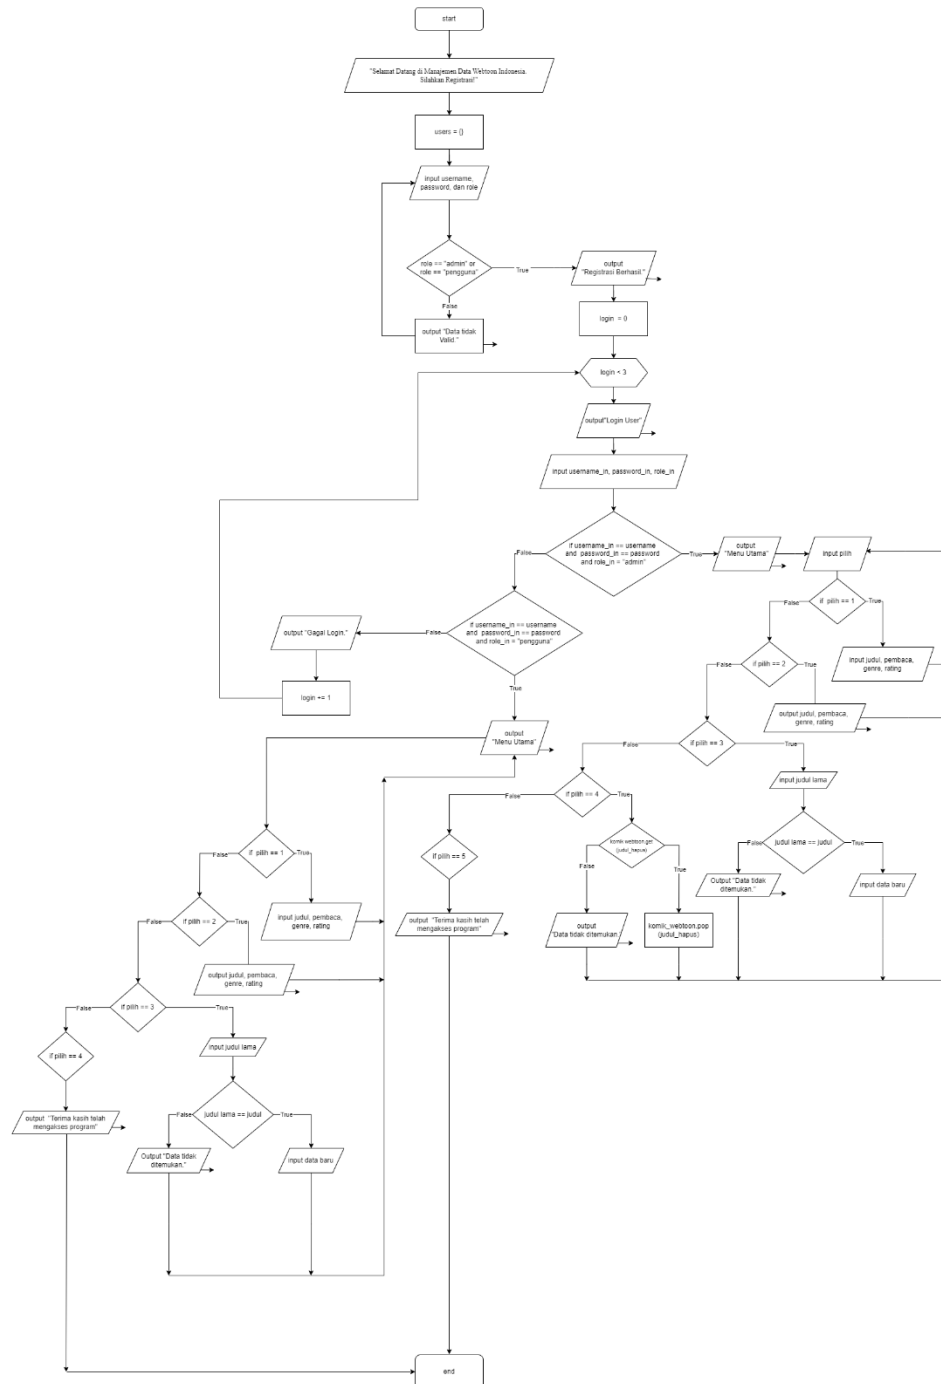 start
"Selamat Datang di Manajemen Data Webtoon Indonesia
Silahkan Registrasi!"
users = {}
input username,
password, dan role
role == "admin" or
role == "pengguna"
True
False
output
"Registrasi Berhasil."
output "Data tidak
Valid."
login = 0
login < 3
output"Login User"
input username_in, password_in, role_in
if username_in == username
and password_in == password
and role_in = "admin"
False
True
output
"Menu Utama"
input pilih
if pilih == 1
False
True
input judul, pembaca,
genre, rating
if pilih == 2
False
True
output judul, pembaca,
genre, rating
if pilih == 3
False
True
input judul lama
judul lama == judul
False
True
Output "Data tidak
ditemukan."
input data baru
if pilih == 4
False
True
komik webtoon.get
(judul_hapus)
False
True
output
"Data tidak ditemukan."
komik_webtoon.pop
(judul_hapus)
if pilih == 5
output "Terima kasih telah
mengakses program"
if username_in == username
and password_in == password
and role_in = "pengguna"
False
True
output "Gagal Login."
login += 1
output
"Menu Utama"
if pilih == 1
False
True
input judul, pembaca,
genre, rating
if pilih == 2
False
True
output judul, pembaca,
genre, rating
if pilih == 3
False
True
input judul lama
judul lama == judul
False
True
Output "Data tidak
ditemukan."
input data baru
if pilih == 4
output "Terima kasih telah
mengakses program"
end